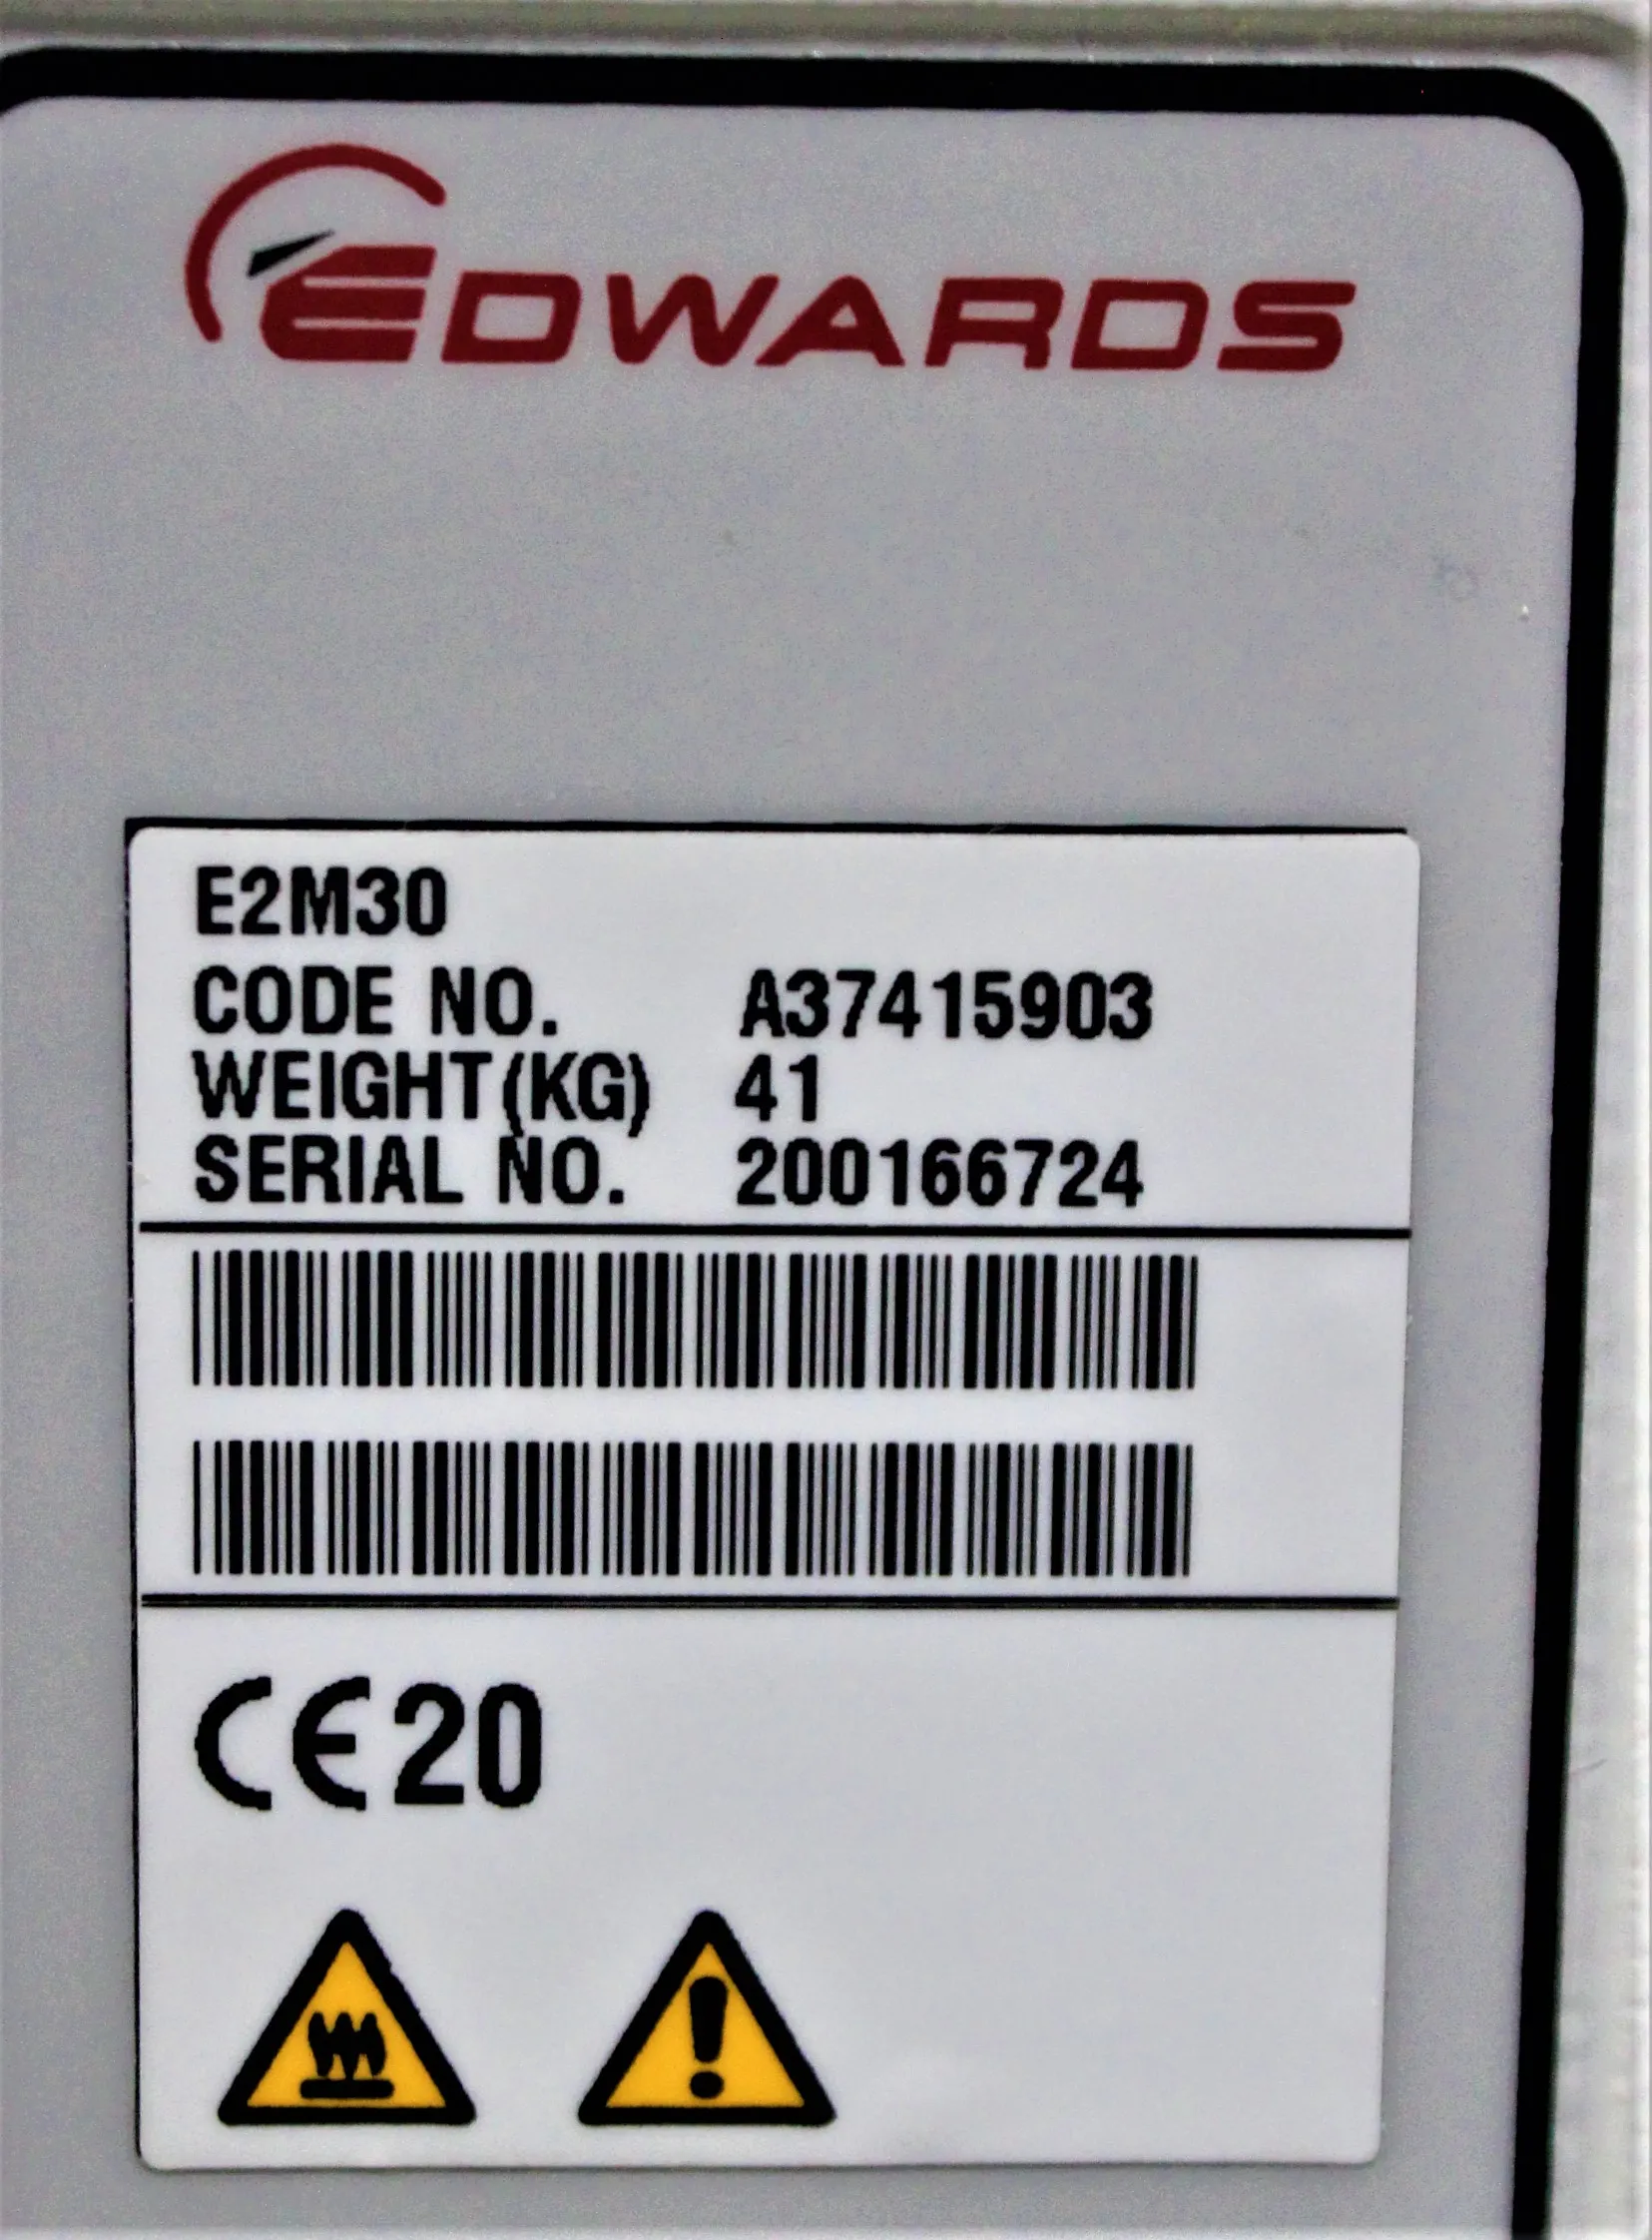 EDWARDS
E2M30
CODE NO. A37415903
WEIGHT(KG) 41
SERIAL NO. 200166724
CE20